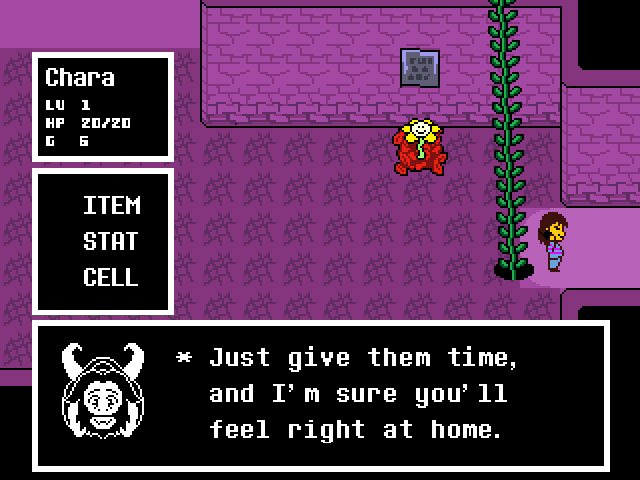 Chara
LV 1
HP 20/20
G 6
ITEM
STAT
CELL
* Just give them time,
and I'm sure you'll
feel right at home.